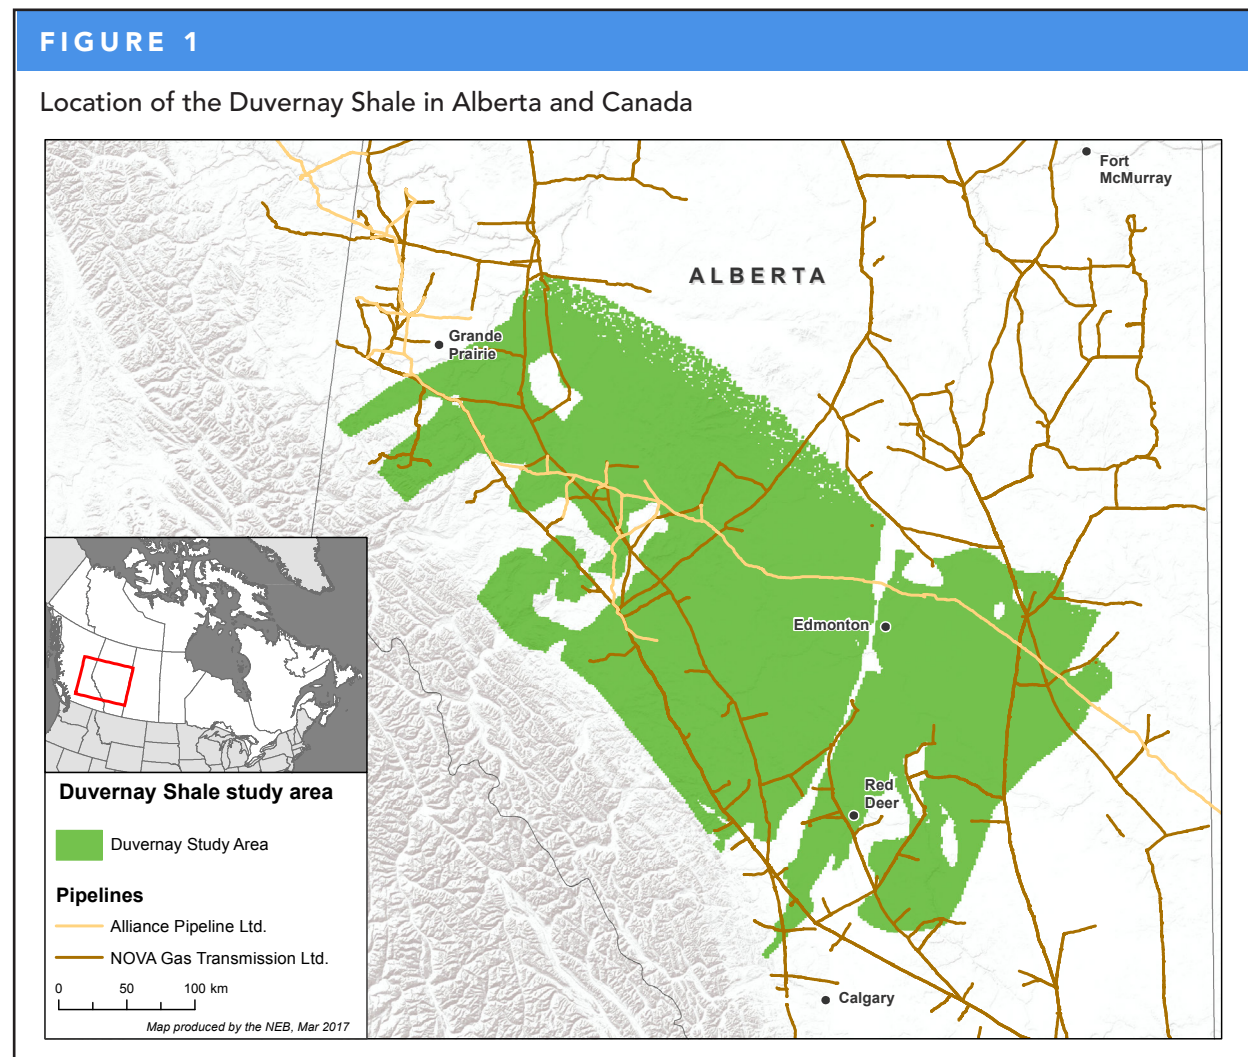 FIGURE 1
Location of the Duvernay Shale in Alberta and Canada
Fort
McMurray
ALBERTA
Grande
Prairie
Edmonton
Red
Deer
Calgary
Duvernay Shale study area
Duvernay Study Area
Pipelines
Alliance Pipeline Ltd.
NOVA Gas Transmission Ltd.
0 50 100 km
Map produced by the NEB, Mar 2017